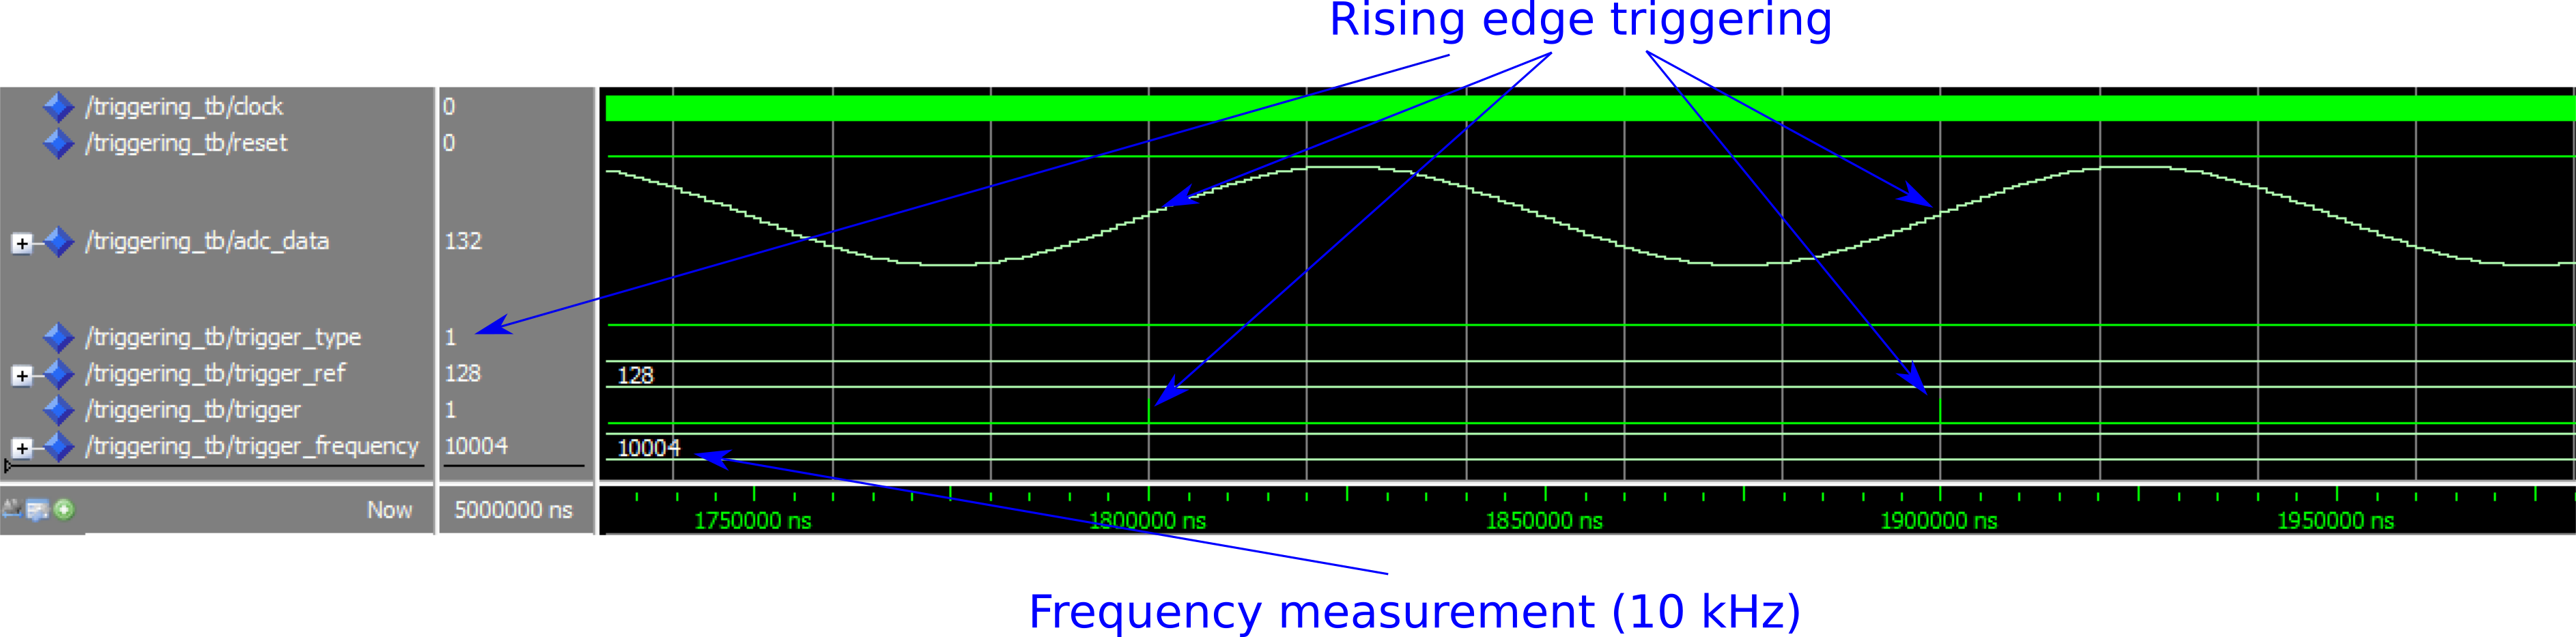 Rising edge triggering
/triggering_tb/clock 0
/triggering_tb/reset 0
/triggering_tb/adc_data 132
/triggering_tb/trigger_type 1
/triggering_tb/trigger_ref 128 128
/triggering_tb/trigger 1
/triggering_tb/trigger_frequency 10004 10004
Now 5000000 ns 1750000 ns 1800000 ns 1850000 ns 1900000 ns 1950000 ns
Frequency measurement (10 kHz)